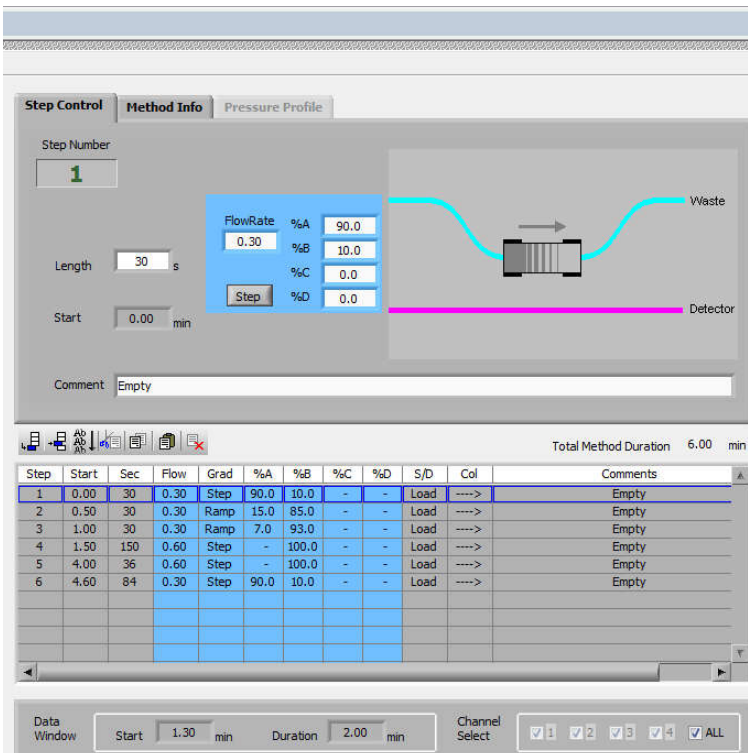 Step Control Method Info Pressure Profile
Step Number
1
Waste
FlowRate %A 90.0
0.30 %B 10.0
Length 30 s %C 0.0
Step %D 0.0
Start 0.00 min
Detector
Comment Empty
Total Method Duration 6.00 min
Step Start Sec Flow Grad %A %B %C %D S/D Col Comments
1 0.00 30 0.30 Step 90.0 10.0 - - Load ----> Empty
2 0.50 30 0.30 Ramp 15.0 85.0 - - Load ----> Empty
3 1.00 30 0.30 Ramp 7.0 93.0 - - Load ----> Empty
4 1.50 150 0.60 Step - 100.0 - - Load ----> Empty
5 4.00 36 0.60 Step - 100.0 - - Load ----> Empty
6 4.60 84 0.30 Step 90.0 10.0 - - Load ----> Empty
Data Window Start 1.30 min Duration 2.00 min Channel Select 1 2 3 4 ALL